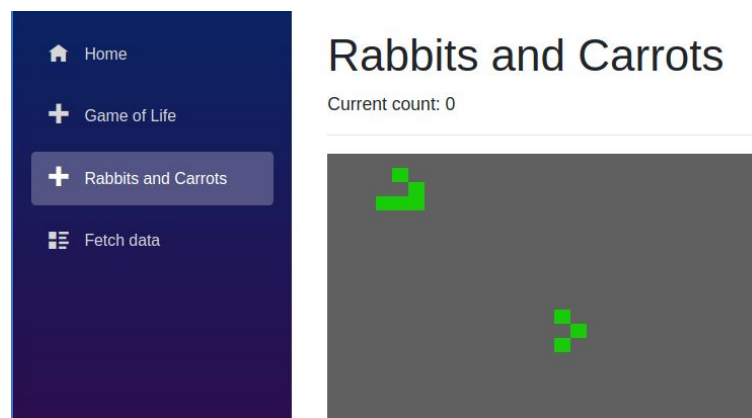 Home
Game of Life
Rabbits and Carrots
Fetch data
Rabbits and Carrots
Current count: 0